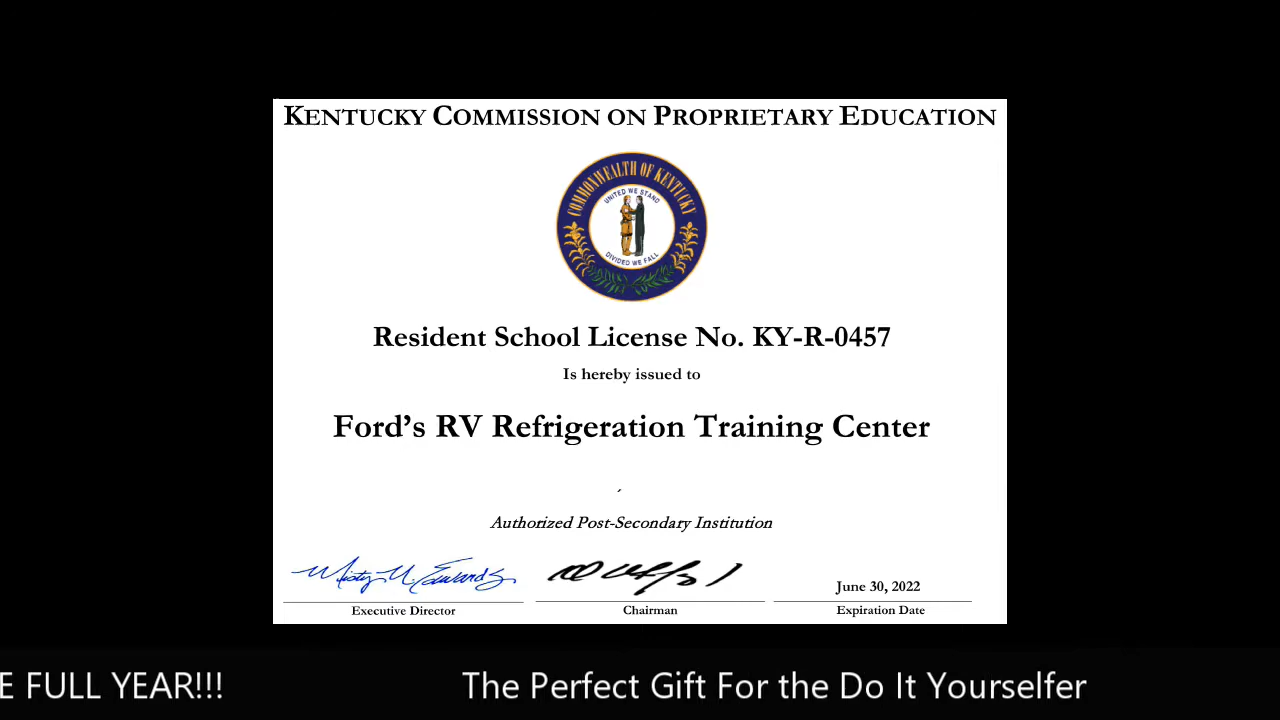 KENTUCKY COMMISSION ON PROPRIETARY EDUCATION
COMMONWEALTH OF KENTUCKY
UNITED WE STAND
DIVIDED WE FALL
Resident School License No. KY-R-0457
Is hereby issued to
Ford's RV Refrigeration Training Center
Authorized Post-Secondary Institution
Misty U. Edwards
June 30, 2022
Executive Director
Chairman
Expiration Date
E FULL YEAR!!! The Perfect Gift For the Do It Yourselfer